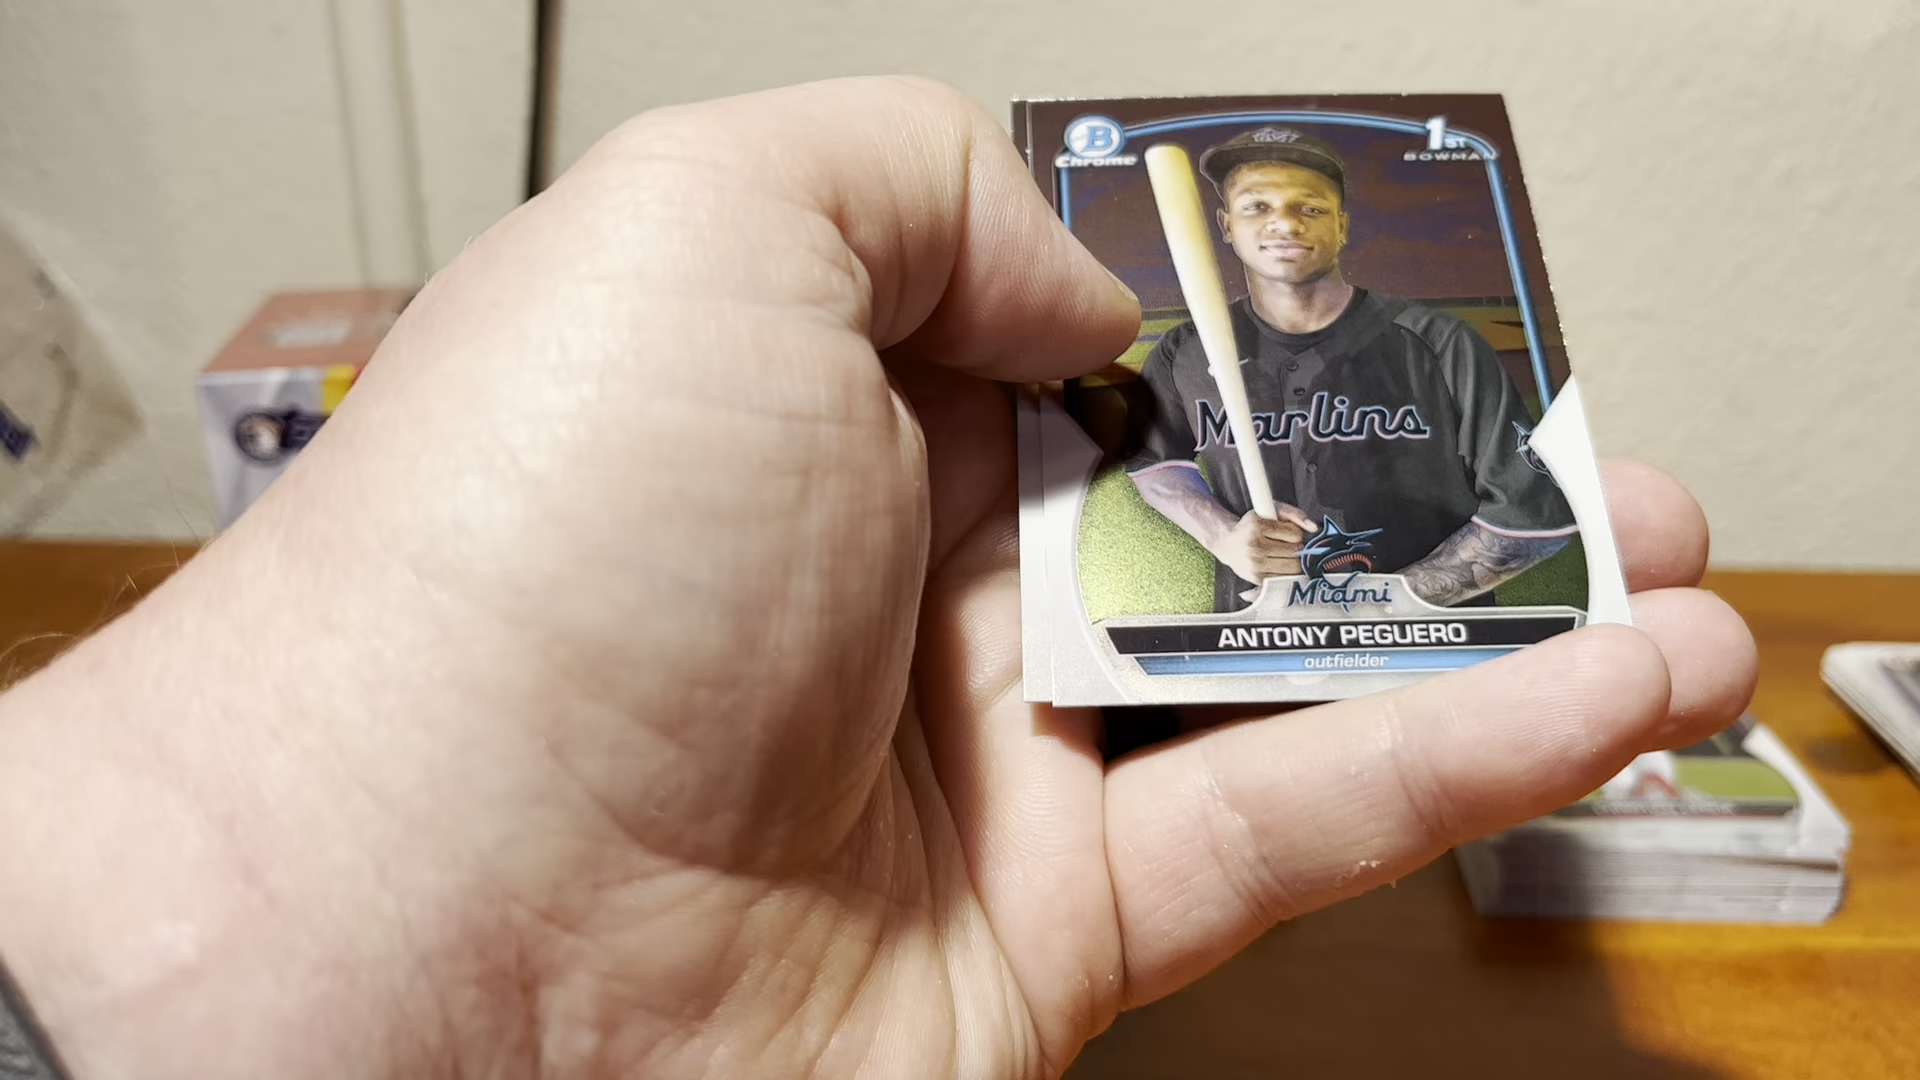 B
Chrome
1ST
BOWMAN
Marlins
Miami
ANTONY PEGUERO
outfielder